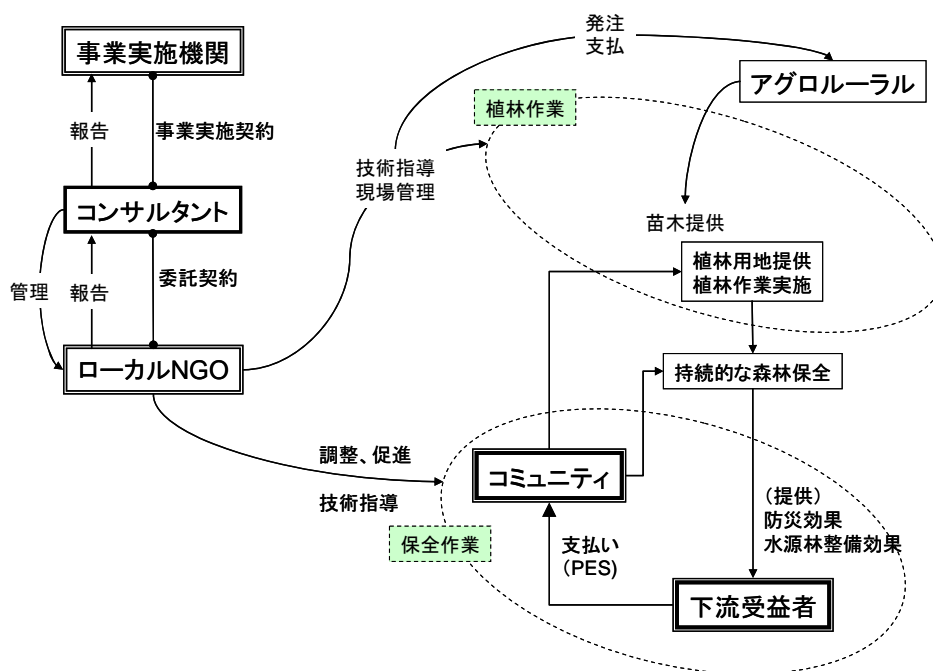 事業実施機関
発注
支払
アグロルーラル
植林作業
報告
事業実施契約
技術指導
現場管理
コンサルタント
苗木提供
管理
報告
委託契約
植林用地提供
植林作業実施
ローカルNGO
持続的な森林保全
調整、促進
コミュニティ
技術指導
（提供）
防災効果
水源林整備効果
保全作業
支払い
（PES）
下流受益者